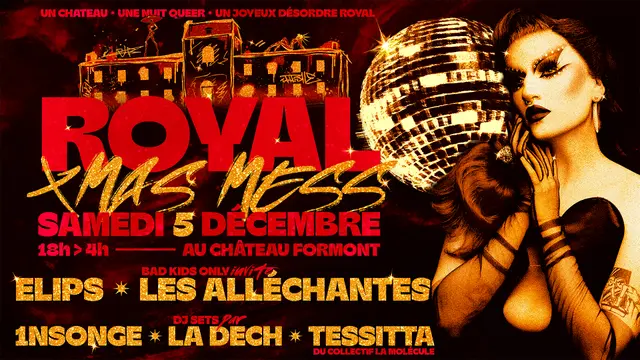 UN CHATEAU • UNE NUIT QUEER • UN JOYEUX DÉSORDRE ROYAL
ROYAL
XMAS MESS
SAMEDI 5 DÉCEMBRE
18h > 4h AU CHÂTEAU FORMONT
BAD KIDS ONLY invite
ELIPS * LES ALLÉCHANTES
DJ SETS par
1NSONGE * LA DECH * TESSITTA
DU COLLECTIF LA MOLÉCULE